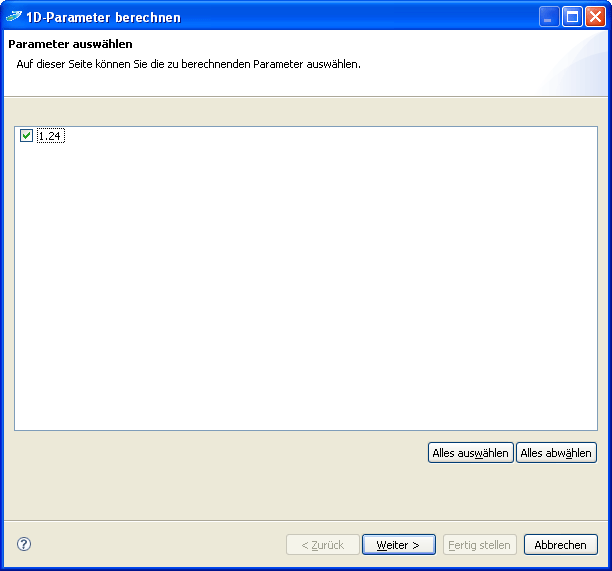 1D-Parameter berechnen
Parameter auswählen
Auf dieser Seite können Sie die zu berechnenden Parameter auswählen.
1.24
Alles auswählen Alles abwählen
? < Zurück Weiter > Fertig stellen Abbrechen